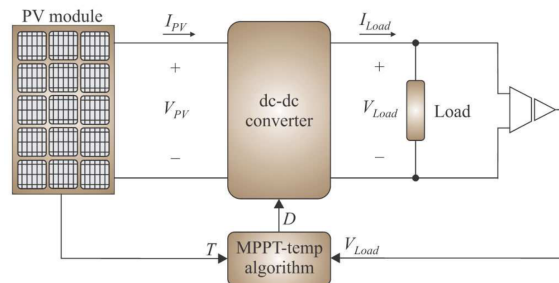 PV module
I_PV
I_Load
+
V_PV
−
dc-dc
converter
+
V_Load
−
Load
D
T
MPPT-temp
algorithm
V_Load